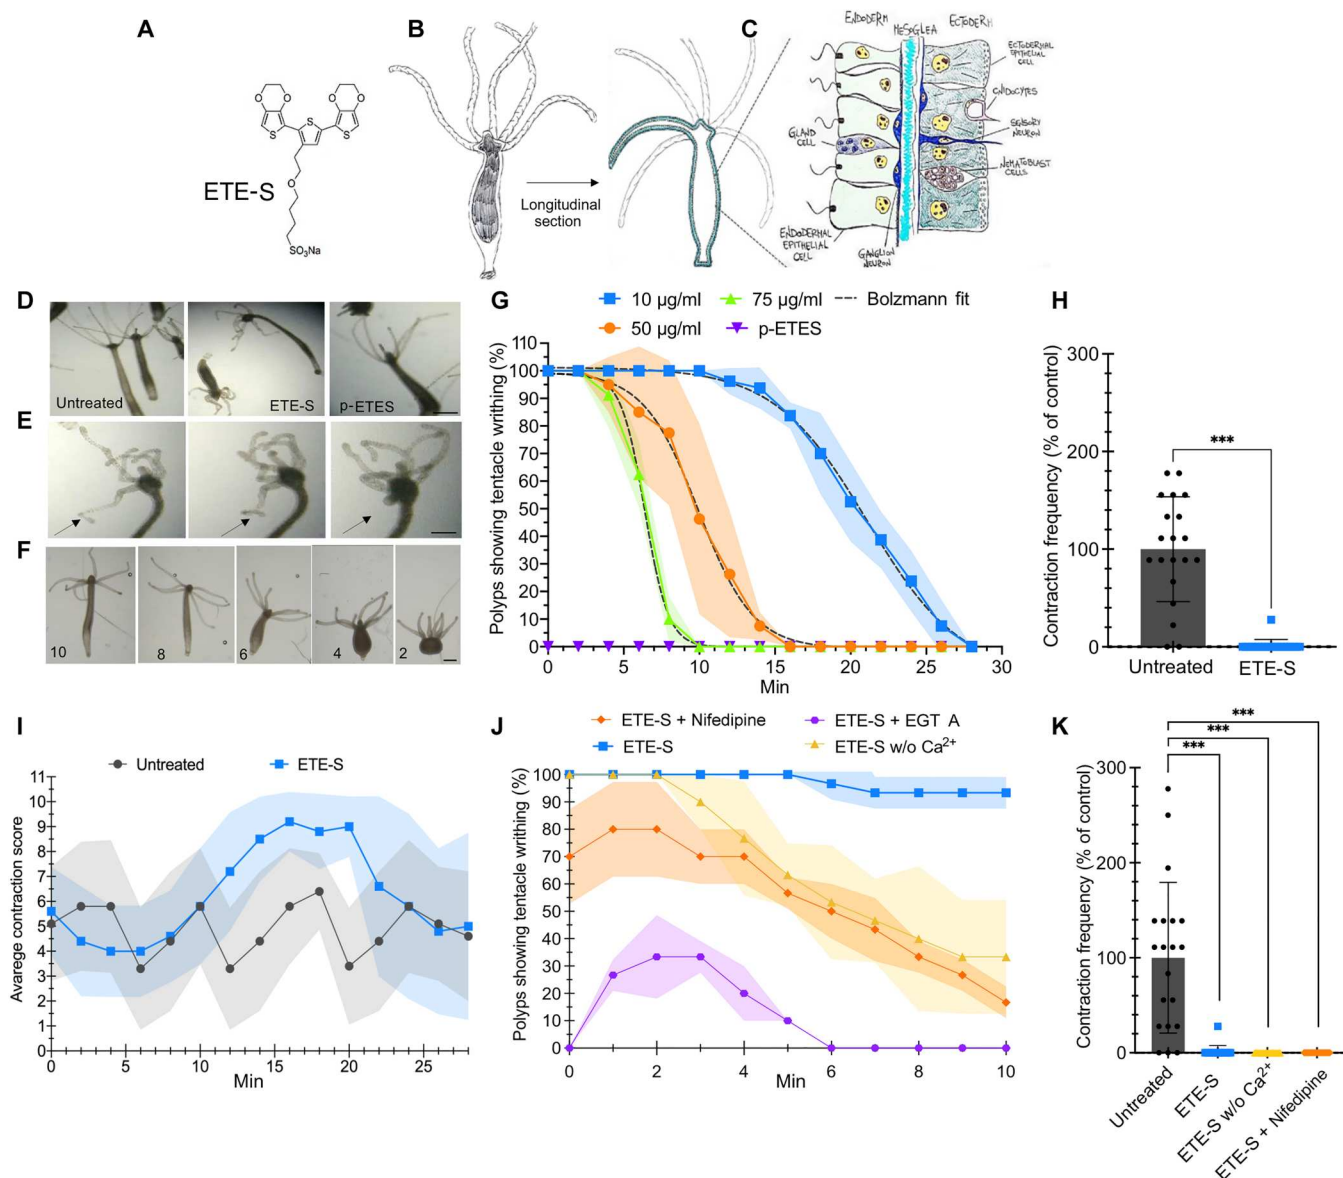 A
B
C
O
O
O
O
S
S
S
O
SO₃Na
ETE-S
Longitudinal
section
ENDODERM
MESOGLEA
ECTODERM
ECTODERMAL
EPITHELIAL
CELL
CNIDOCYTES
SENSORY
NEURON
NEMATOBLAST
CELLS
GLAND
CELL
ENDODERMAL
EPITHELIAL
CELL
GANGLION
NEURON
D
Untreated
ETE-S
p-ETES
E
F
10
8
6
4
2
G
10 µg/ml
75 µg/ml
Bolzmann fit
50 µg/ml
p-ETES
Polyps showing tentacle writhing (%)
110
100
90
80
70
60
50
40
30
20
10
0
0
5
10
15
20
25
30
Min
H
Contraction frequency (% of control)
300
200
100
0
***
Untreated
ETE-S
I
Untreated
ETE-S
Avarege contraction score
11
10
9
8
7
6
5
4
3
2
1
0
0
5
10
15
20
25
Min
J
ETE-S + Nifedipine
ETE-S + EGT A
ETE-S
ETE-S w/o Ca²⁺
Polyps showing tentacle writhing (%)
100
90
80
70
60
50
40
30
20
10
0
0
2
4
6
8
10
Min
K
***
***
***
Contraction frequency (% of control)
300
200
100
0
Untreated
ETE-S
ETE-S w/o Ca²⁺
ETE-S + Nifedipine